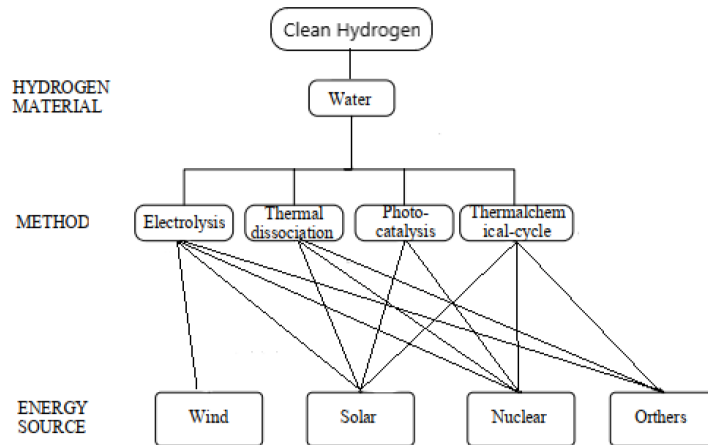 Clean Hydrogen
HYDROGEN
MATERIAL
Water
METHOD
Electrolysis
Thermal
dissociation
Photo-
catalysis
Thermalchem
ical-cycle
ENERGY
SOURCE
Wind
Solar
Nuclear
Orthers